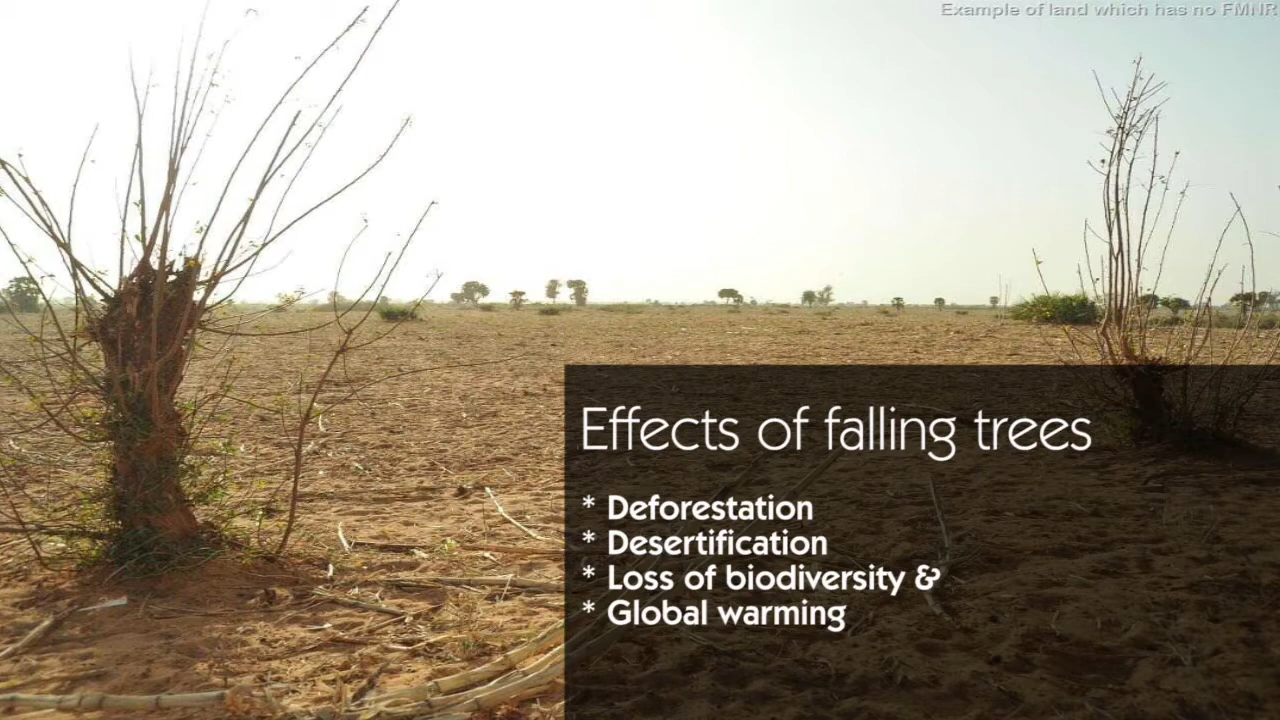 Example of land which has no FMNR
Effects of falling trees
* Deforestation
* Desertification
* Loss of biodiversity &
* Global warming